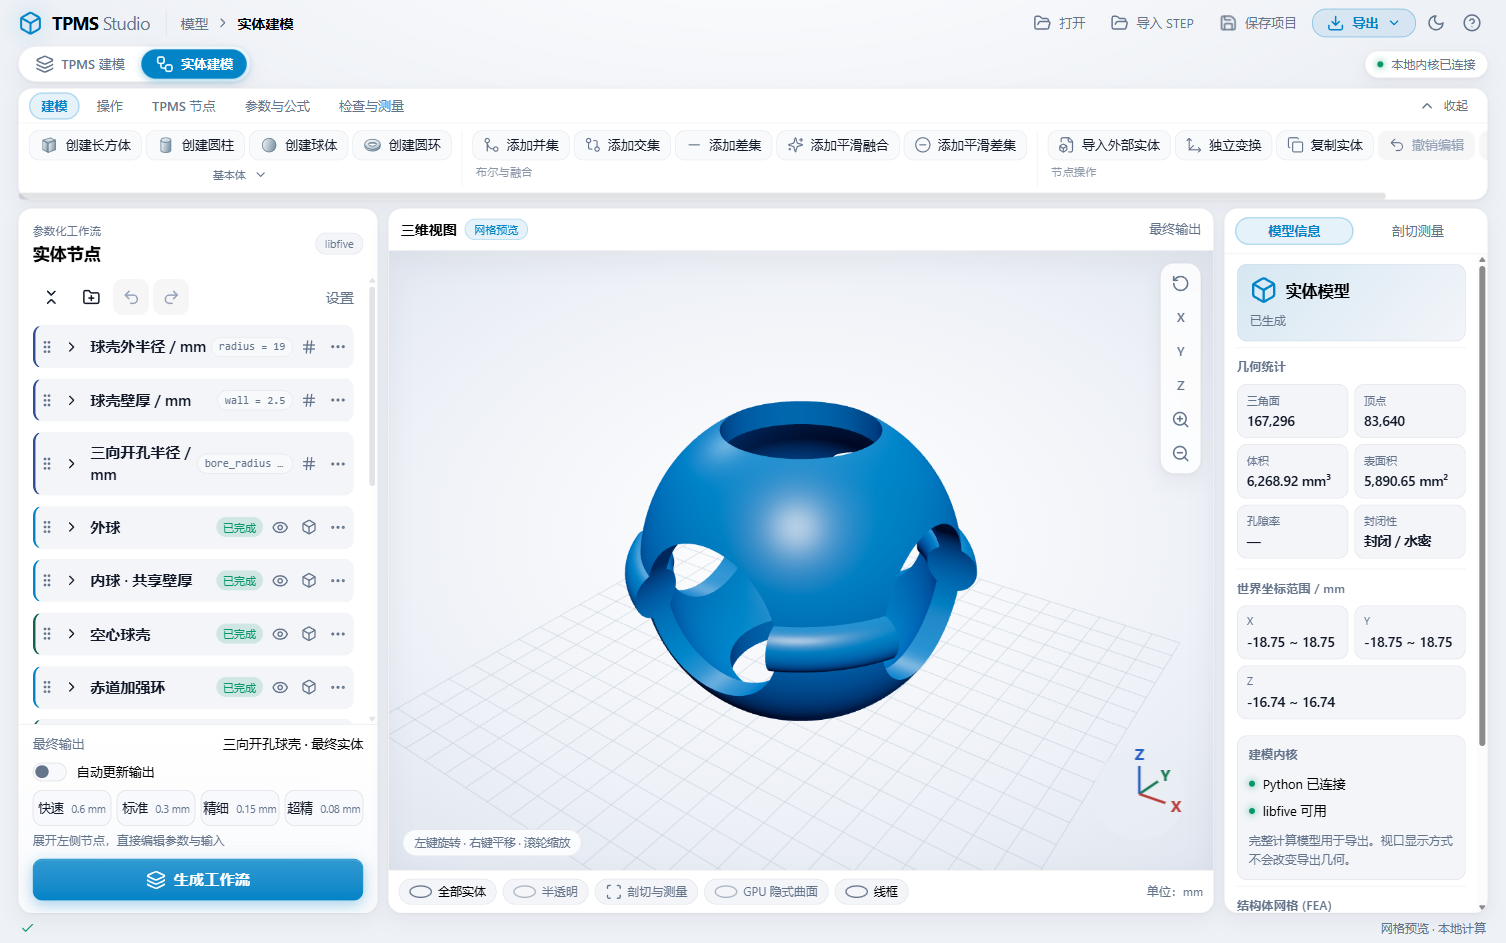 TPMS Studio
模型 > 实体建模
打开
导入 STEP
保存项目
导出
TPMS 建模
实体建模
本地内核已连接
建模
操作
TPMS 节点
参数与公式
检查与测量
收起
创建长方体
创建圆柱
创建球体
创建圆环
基本体
添加并集
添加交集
添加差集
添加平滑融合
添加平滑差集
布尔与融合
导入外部实体
独立变换
复制实体
撤销编辑
节点操作
参数化工作流
实体节点
libfive
设置
球壳外半径 / mm
radius = 19
球壳壁厚 / mm
wall = 2.5
三向开孔半径 /
mm
bore_radius …
外球
已完成
内球 · 共享壁厚
已完成
空心球壳
已完成
赤道加强环
已完成
最终输出
三向开孔球壳 · 最终实体
自动更新输出
快速 0.6 mm
标准 0.3 mm
精细 0.15 mm
超精 0.08 mm
展开左侧节点，直接编辑参数与输入
生成工作流
三维视图
网格预览
最终输出
X
Y
Z
Z
Y
X
左键旋转 · 右键平移 · 滚轮缩放
全部实体
半透明
剖切与测量
GPU 隐式曲面
线框
单位：mm
模型信息
剖切测量
实体模型
已生成
几何统计
三角面
167,296
顶点
83,640
体积
6,268.92 mm³
表面积
5,890.65 mm²
孔隙率
—
封闭性
封闭 / 水密
世界坐标范围 / mm
X
-18.75 ~ 18.75
Y
-18.75 ~ 18.75
Z
-16.74 ~ 16.74
建模内核
Python 已连接
libfive 可用
完整计算模型用于导出。视口显示方式
不会改变导出几何。
结构体网格 (FEA)
网格预览 · 本地计算